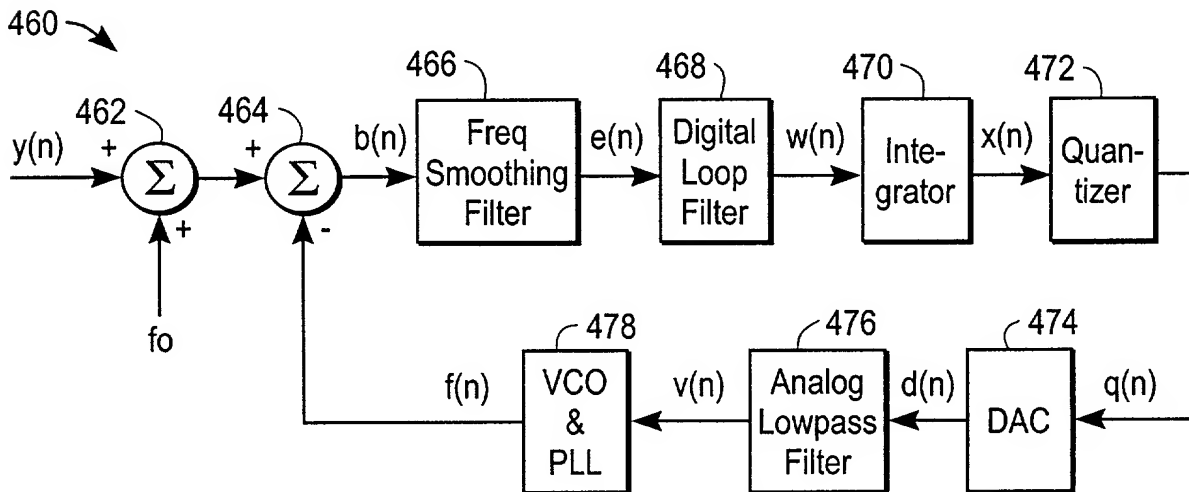 460
462
464
466
468
470
472
y(n)
+
Σ
+
+
Σ
-
b(n)
Freq
Smoothing
Filter
e(n)
Digital
Loop
Filter
w(n)
Inte-
grator
x(n)
Quan-
tizer
fo
478
476
474
f(n)
VCO
&
PLL
v(n)
Analog
Lowpass
Filter
d(n)
DAC
q(n)